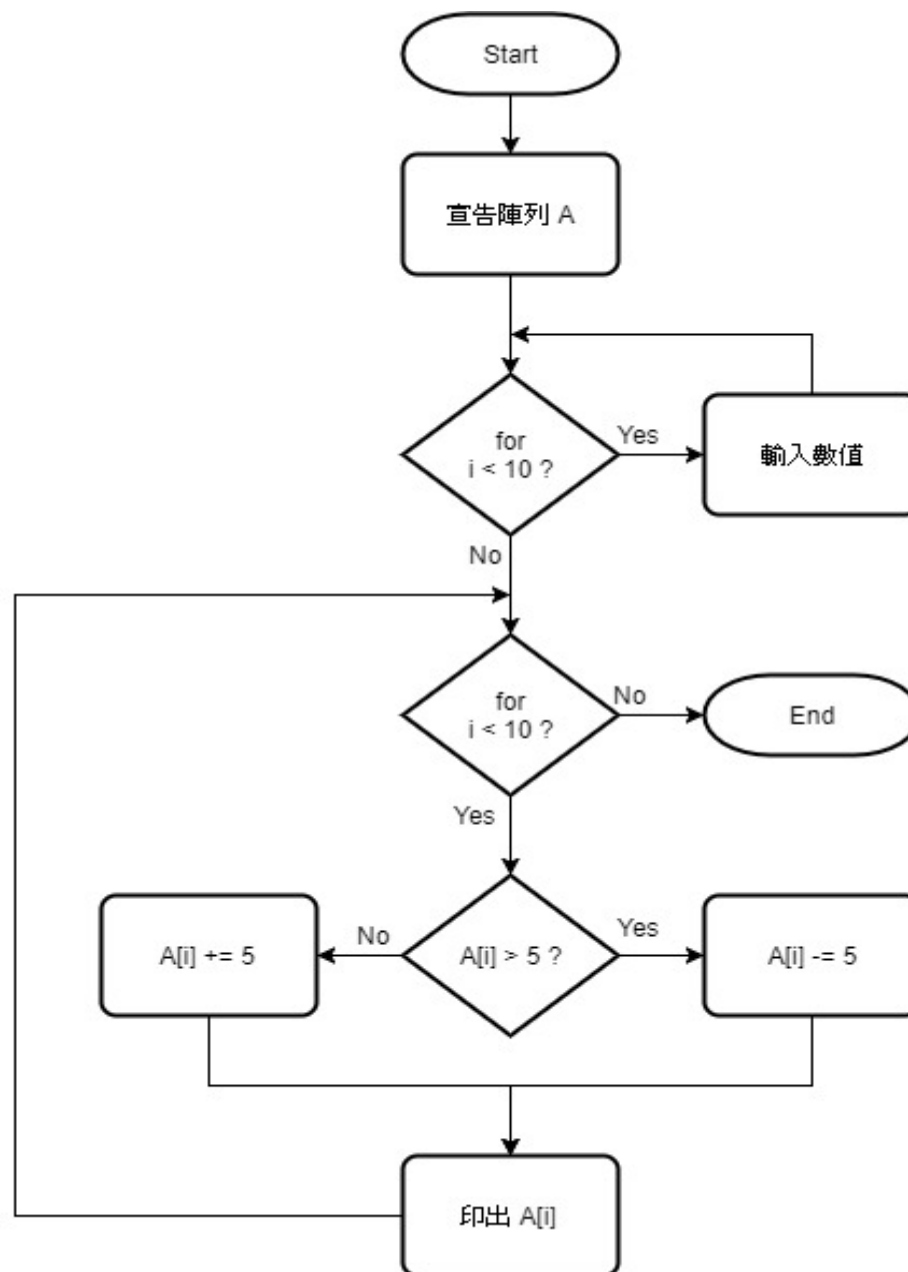 Start
宣告陣列 A
for
i < 10 ?
Yes
輸入數值
No
for
i < 10 ?
No
End
Yes
A[i] += 5
No
A[i] > 5 ?
Yes
A[i] -= 5
印出 A[i]